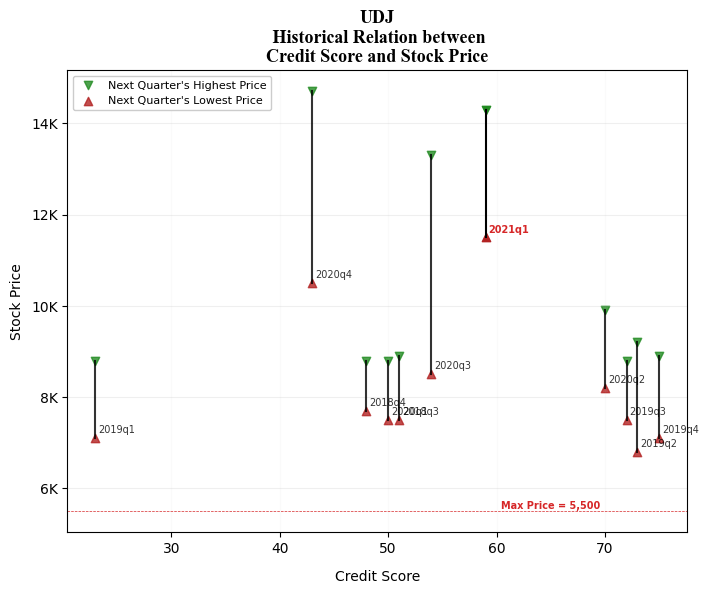 UDJ
Historical Relation between
Credit Score and Stock Price
Next Quarter's Highest Price
Next Quarter's Lowest Price
14K
12K
10K
8K
6K
Stock Price
2021q1
2020q4
2020q3
2020q2
2018q4
2020q1
2018q3
2019q3
2019q1
2019q4
2019q2
Max Price = 5,500
30
40
50
60
70
Credit Score